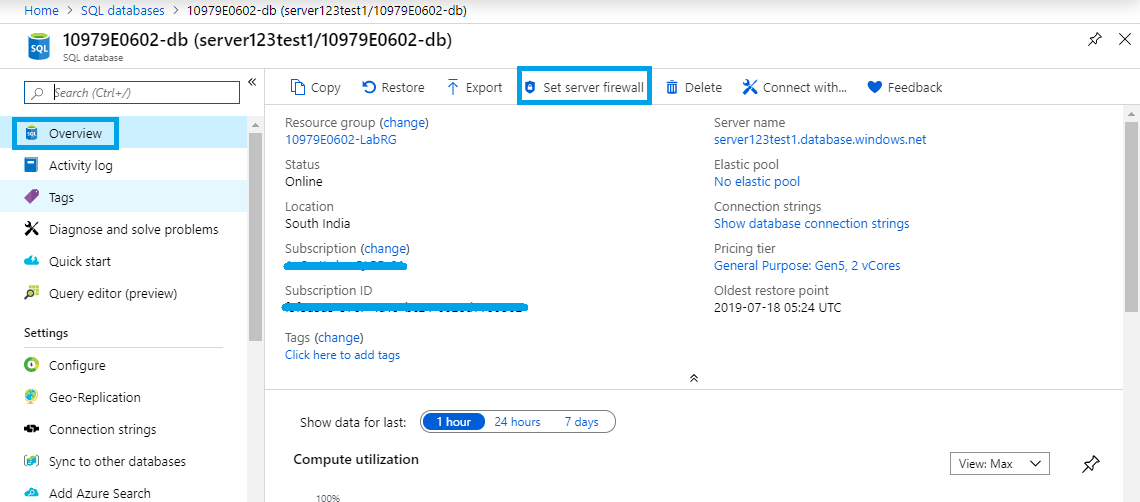 Home > SQL databases > 10979E0602-db (server123test1/10979E0602-db)
10979E0602-db (server123test1/10979E0602-db)
SQL database
Search (Ctrl+/)
Overview
Activity log
Tags
Diagnose and solve problems
Quick start
Query editor (preview)
Settings
Configure
Geo-Replication
Connection strings
Sync to other databases
Add Azure Search
Copy Restore Export Set server firewall Delete Connect with... Feedback
Resource group (change)
10979E0602-LabRG
Status
Online
Location
South India
Subscription (change)
Subscription ID
Tags (change)
Click here to add tags
Server name
server123test1.database.windows.net
Elastic pool
No elastic pool
Connection strings
Show database connection strings
Pricing tier
General Purpose: Gen5, 2 vCores
Oldest restore point
2019-07-18 05:24 UTC
Show data for last: 1 hour 24 hours 7 days
Compute utilization
View: Max
100%